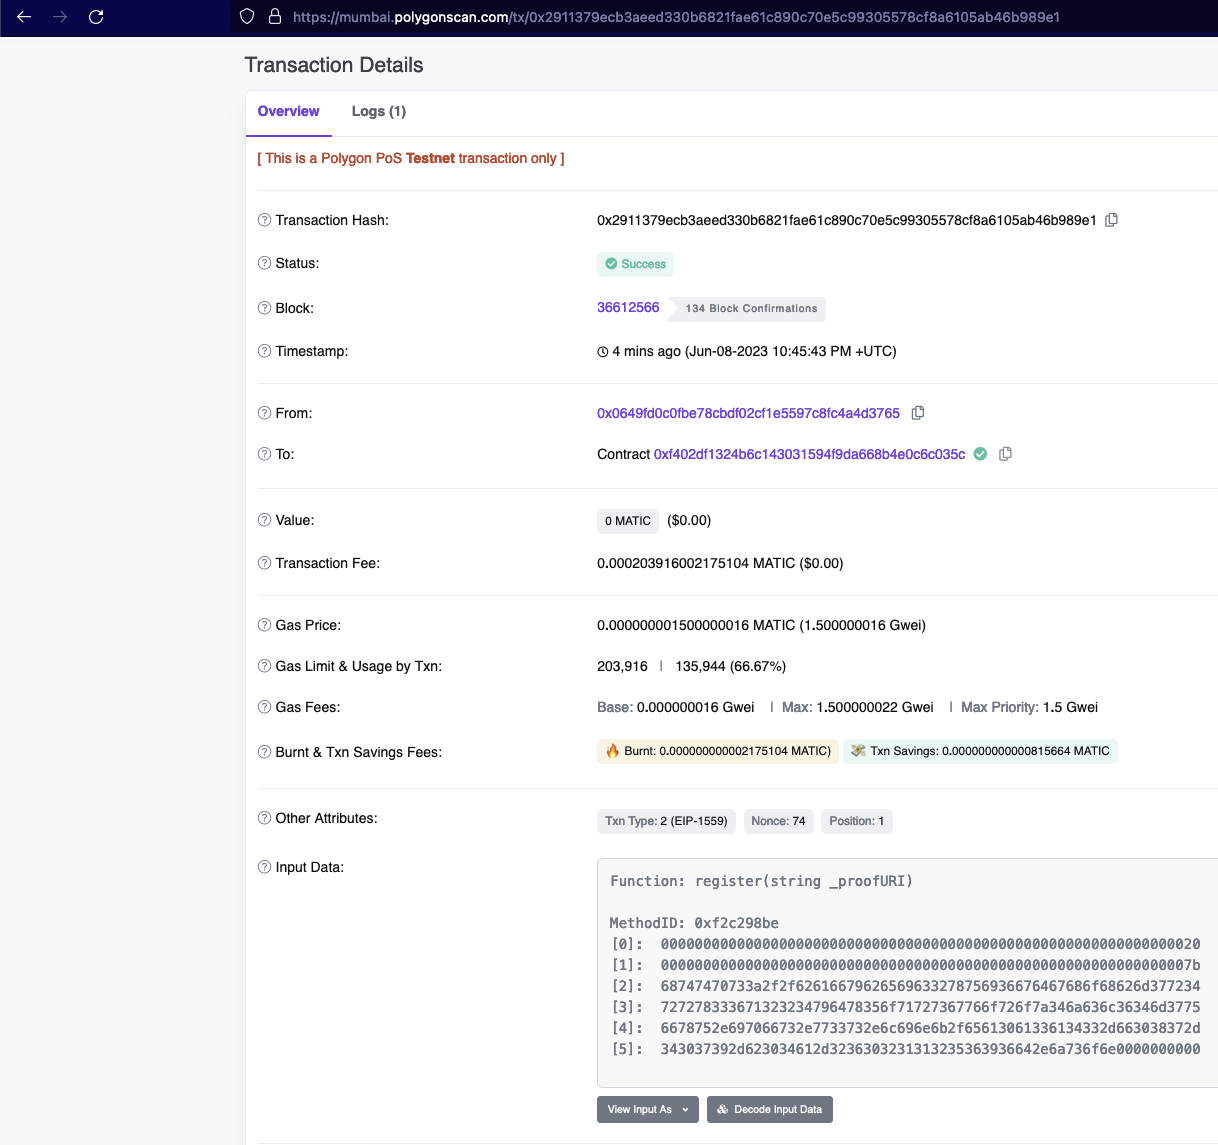 https://mumbai.polygonscan.com/tx/0x2911379ecb3aeed330b6821fae61c890c70e5c99305578cf8a6105ab46b989e1
Transaction Details
Overview Logs (1)
[ This is a Polygon PoS Testnet transaction only ]
Transaction Hash: 0x2911379ecb3aeed330b6821fae61c890c70e5c99305578cf8a6105ab46b989e1
Status: Success
Block: 36612566 134 Block Confirmations
Timestamp: 4 mins ago (Jun-08-2023 10:45:43 PM +UTC)
From: 0x0649fd0c0fbe78cbdf02cf1e5597c8fc4a4d3765
To: Contract 0xf402df1324b6c143031594f9da668b4e0c6c035c
Value: 0 MATIC ($0.00)
Transaction Fee: 0.000203916002175104 MATIC ($0.00)
Gas Price: 0.000000001500000016 MATIC (1.500000016 Gwei)
Gas Limit & Usage by Txn: 203,916 | 135,944 (66.67%)
Gas Fees: Base: 0.000000016 Gwei | Max: 1.500000022 Gwei | Max Priority: 1.5 Gwei
Burnt & Txn Savings Fees: 🔥 Burnt: 0.000000000002175104 MATIC) 💸 Txn Savings: 0.000000000000815664 MATIC
Other Attributes: Txn Type: 2 (EIP-1559) Nonce: 74 Position: 1
Input Data:
Function: register(string _proofURI)
MethodID: 0xf2c298be
[0]: 0000000000000000000000000000000000000000000000000000000000000020
[1]: 000000000000000000000000000000000000000000000000000000000000007b
[2]: 68747470733a2f2f626166796265696332787569366764676f68626d377234
[3]: 7272783336713232347964783565f71727367766f726f7a346a636c36346d3775
[4]: 6678752e697066732e7733732e6c696e6b2f65613061336134332d663038372d
[5]: 343037392d623034612d3236303231313235363936642e6a736f6e0000000000
View Input As Decode Input Data